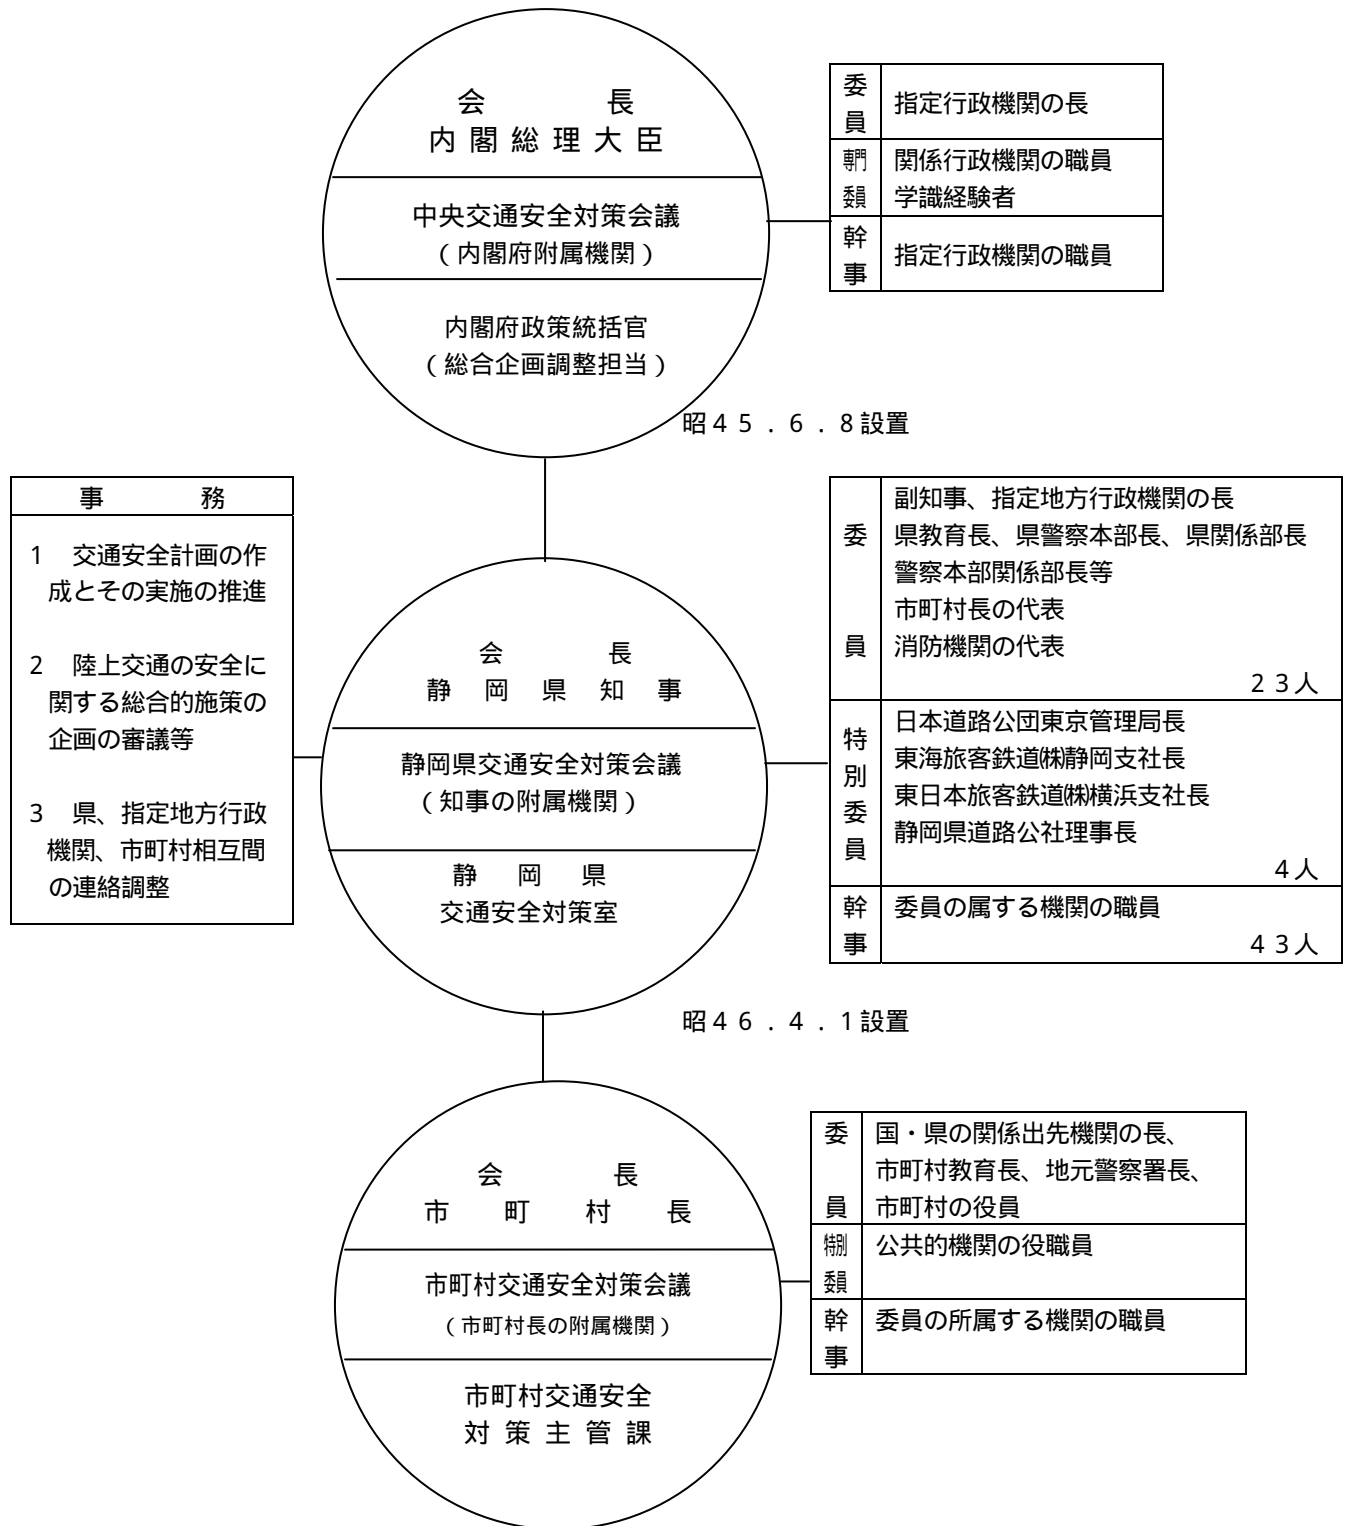 会長
内閣総理大臣
中央交通安全対策会議
（内閣府附属機関）
内閣府政策統括官
（総合企画調整担当）
昭４５．６．８設置
委員
指定行政機関の長
専門委員
関係行政機関の職員
学識経験者
幹事
指定行政機関の職員
事務
1 交通安全計画の作
成とその実施の推進
2 陸上交通の安全に
関する総合的施策の
企画の審議等
3 県、指定地方行政
機関、市町村相互間
の連絡調整
会長
静岡県知事
静岡県交通安全対策会議
（知事の附属機関）
静岡県
交通安全対策室
昭４６．４．１設置
委員
副知事、指定地方行政機関の長
県教育長、県警察本部長、県関係部長
警察本部関係部長等
市町村長の代表
消防機関の代表
２３人
特別委員
日本道路公団東京管理局長
東海旅客鉄道㈱静岡支社長
東日本旅客鉄道㈱横浜支社長
静岡県道路公社理事長
４人
幹事
委員の属する機関の職員
４３人
会長
市町村長
市町村交通安全対策会議
（市町村長の附属機関）
市町村交通安全
対策主管課
委員
国・県の関係出先機関の長、
市町村教育長、地元警察署長、
市町村の役員
特別委員
公共的機関の役職員
幹事
委員の所属する機関の職員